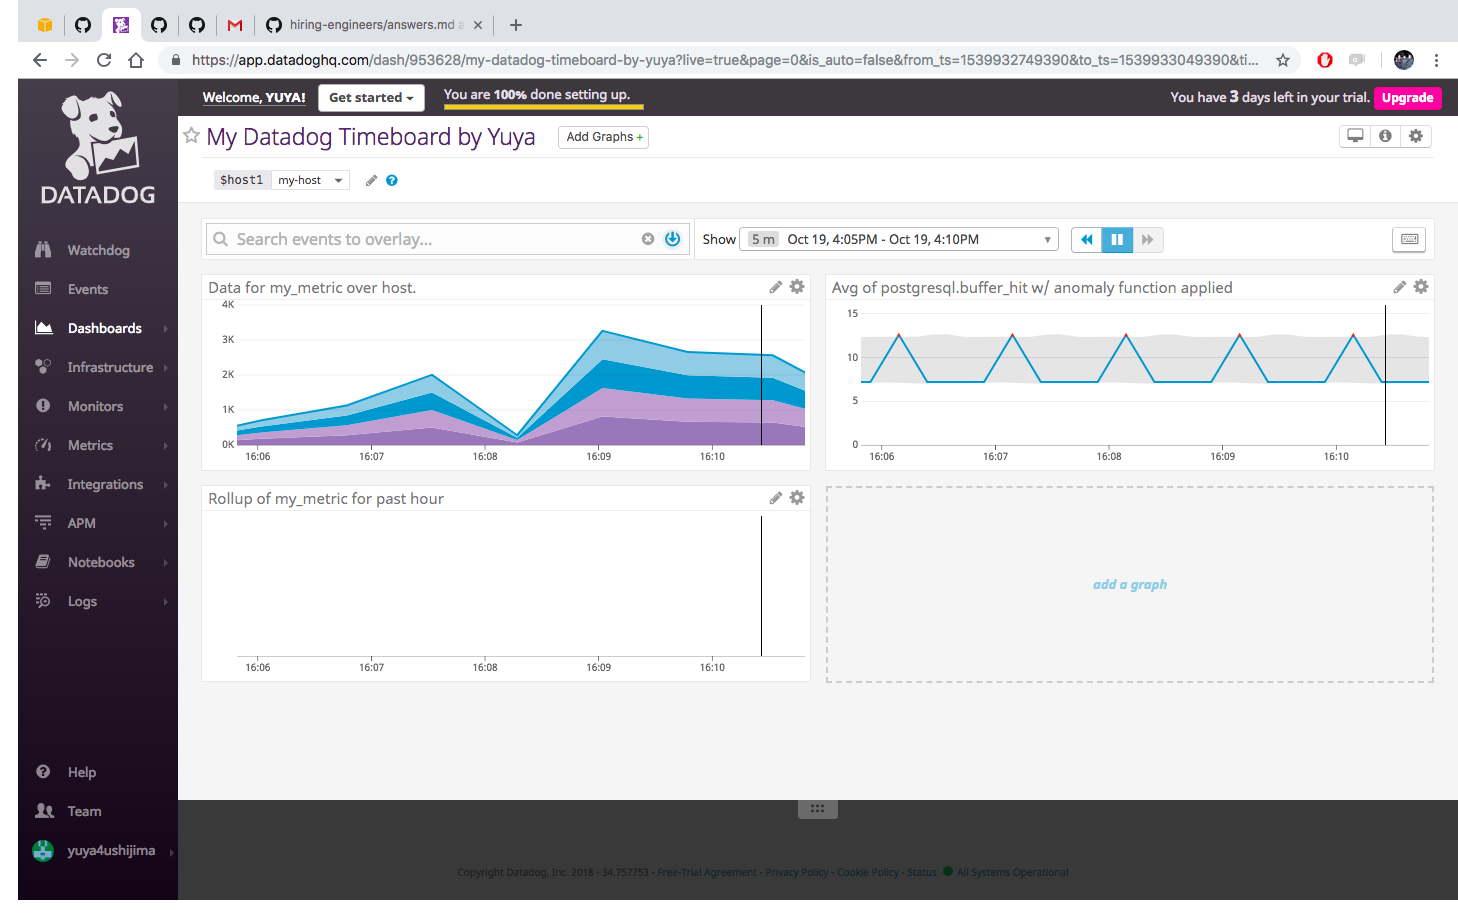 hiring-engineers/answers.md a
https://app.datadoghq.com/dash/953628/my-datadog-timeboard-by-yuya?live=true&page=0&is_auto=false&from_ts=1539932749390&to_ts=1539933049390&ti...
DATADOG
Watchdog
Events
Dashboards
Infrastructure
Monitors
Metrics
Integrations
APM
Notebooks
Logs
Help
Team
yuya4ushijima
Welcome, YUYA!
Get started
You are 100% done setting up.
You have 3 days left in your trial.
Upgrade
My Datadog Timeboard by Yuya
Add Graphs +
$host1
my-host
Search events to overlay...
Show
5 m
Oct 19, 4:05PM - Oct 19, 4:10PM
Data for my_metric over host.
4K
3K
2K
1K
0K
16:06 16:07 16:08 16:09 16:10
Avg of postgresql.buffer_hit w/ anomaly function applied
15
10
5
0
16:06 16:07 16:08 16:09 16:10
Rollup of my_metric for past hour
16:06 16:07 16:08 16:09 16:10
add a graph
Copyright Datadog, Inc. 2018 - 34.757753 - Free-Trial Agreement - Privacy Policy - Cookie Policy - Status All Systems Operational